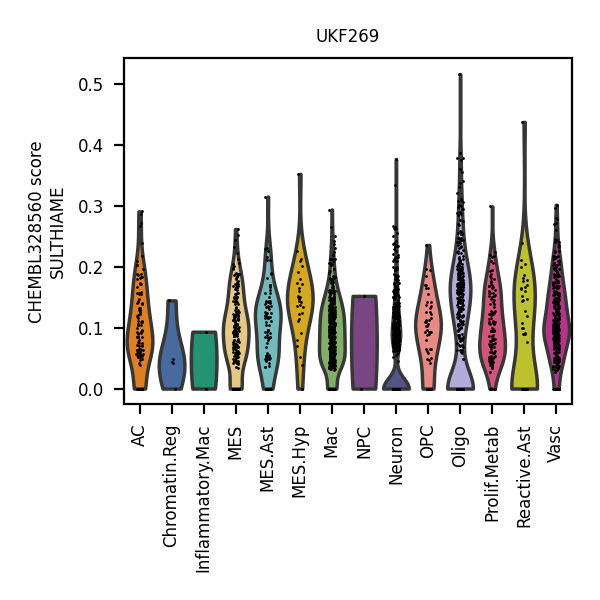 UKF269
CHEMBL328560 score
SULTHIAME
0.5
0.4
0.3
0.2
0.1
0.0
AC
Chromatin.Reg
Inflammatory.Mac
MES
MES.Ast
MES.Hyp
Mac
NPC
Neuron
OPC
Oligo
Prolif.Metab
Reactive.Ast
Vasc